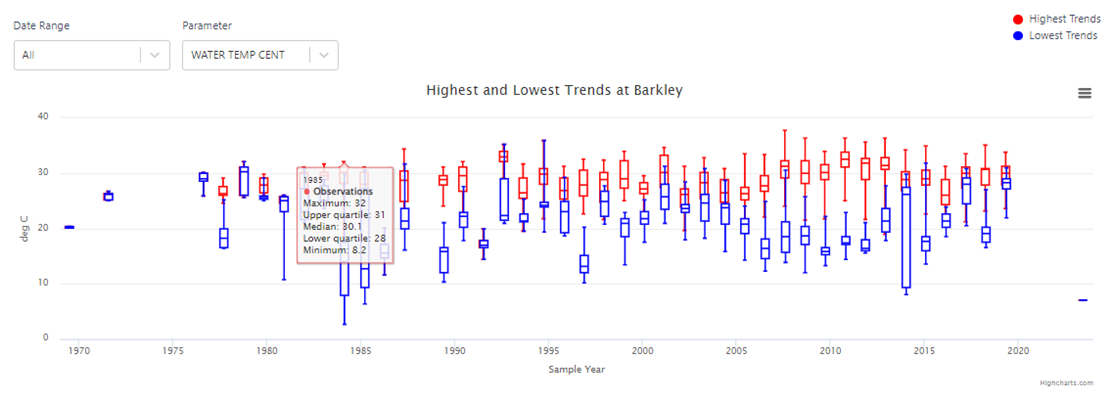 Date Range
Parameter
All
WATER TEMP CENT
Highest Trends
Lowest Trends
Highest and Lowest Trends at Barkley
deg C
40
30
20
10
0
1985
Observations
Maximum: 32
Upper quartile: 31
Median: 30.1
Lower quartile: 28
Minimum: 8.2
1970 1975 1980 1985 1990 1995 2000 2005 2010 2015 2020
Sample Year
Highcharts.com